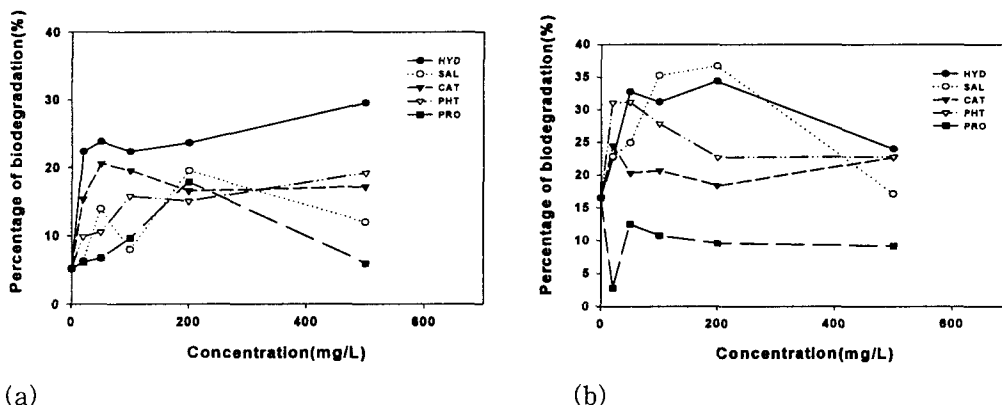 Percentage of biodegradation(%)
40
30
20
10
0
HYD
SAL
CAT
PHT
PRO
0
200
400
600
Concentration(mg/L)
(a)
Percentage of biodegradation(%)
40
35
30
25
20
15
10
5
0
HYD
SAL
CAT
PHT
PRO
0
200
400
600
Concentration(mg/L)
(b)